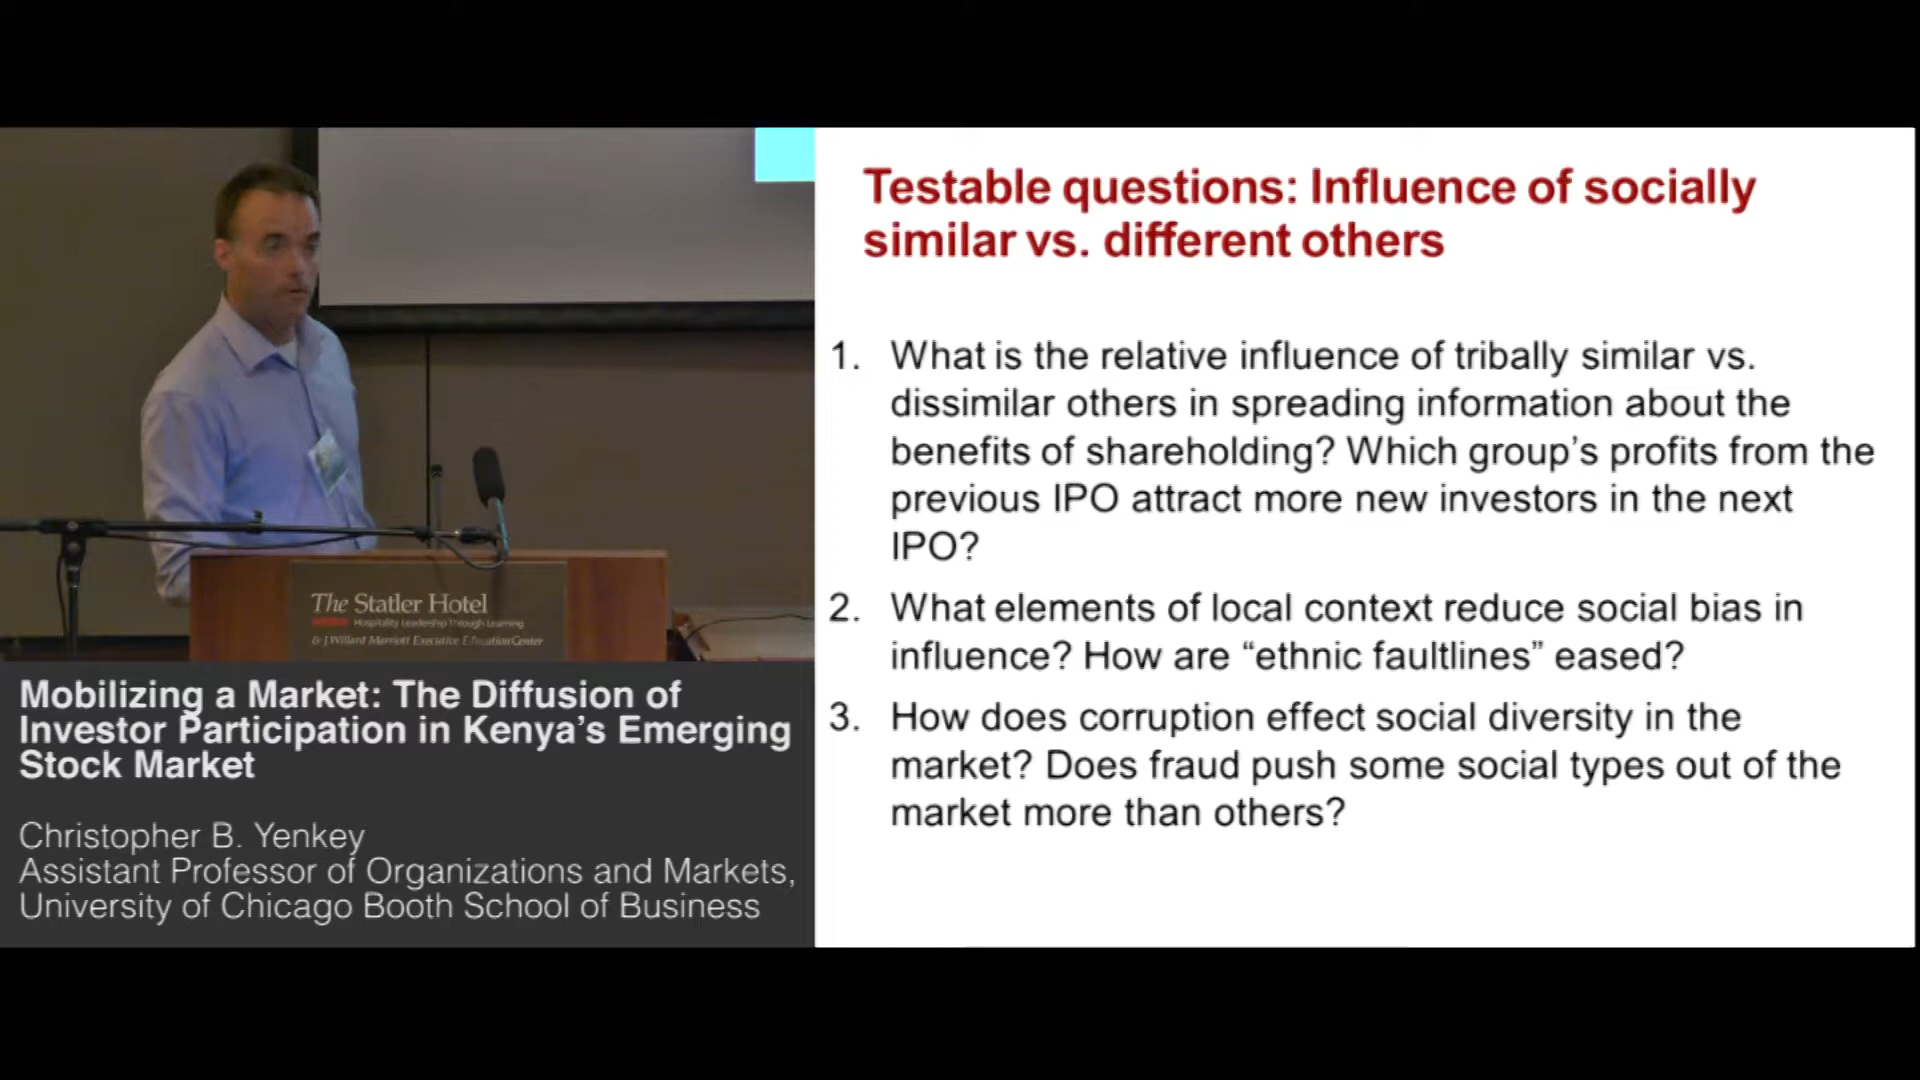 Testable questions: Influence of socially
similar vs. different others
1. What is the relative influence of tribally similar vs.
dissimilar others in spreading information about the
benefits of shareholding? Which group’s profits from the
previous IPO attract more new investors in the next
IPO?
2. What elements of local context reduce social bias in
influence? How are “ethnic faultlines” eased?
3. How does corruption effect social diversity in the
market? Does fraud push some social types out of the
market more than others?
The Statler Hotel
Hospitality Leadership Through Learning
& J. Willard Marriott Executive Education Center
Mobilizing a Market: The Diffusion of
Investor Participation in Kenya’s Emerging
Stock Market
Christopher B. Yenkey
Assistant Professor of Organizations and Markets,
University of Chicago Booth School of Business